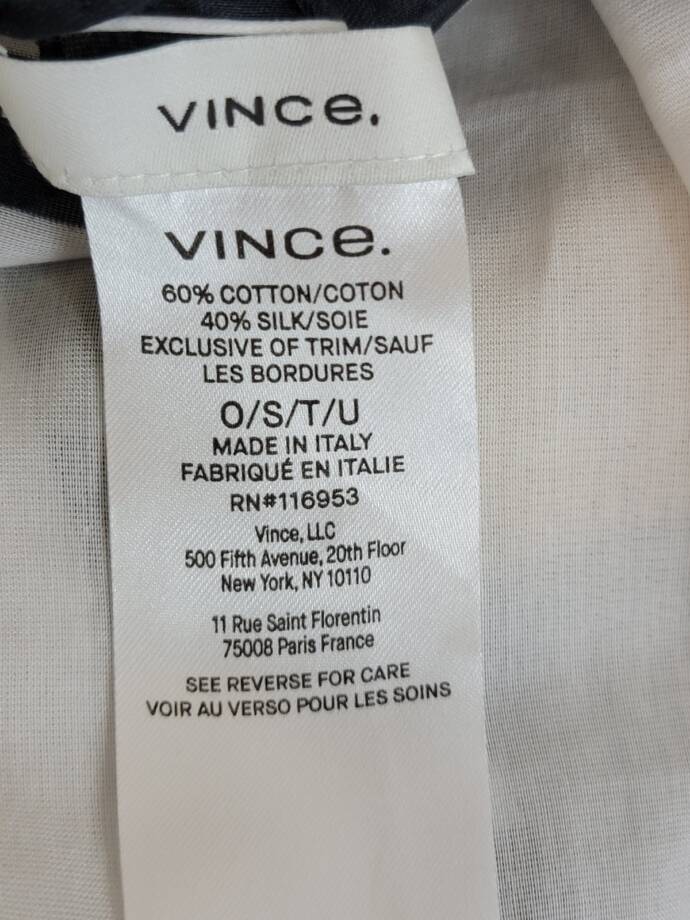 VINCE.
VINCE.
60% COTTON/COTON
40% SILK/SOIE
EXCLUSIVE OF TRIM/SAUF
LES BORDURES
O/S/T/U
MADE IN ITALY
FABRIQUÉ EN ITALIE
RN#116953
Vince, LLC
500 Fifth Avenue, 20th Floor
New York, NY 10110
11 Rue Saint Florentin
75008 Paris France
SEE REVERSE FOR CARE
VOIR AU VERSO POUR LES SOINS